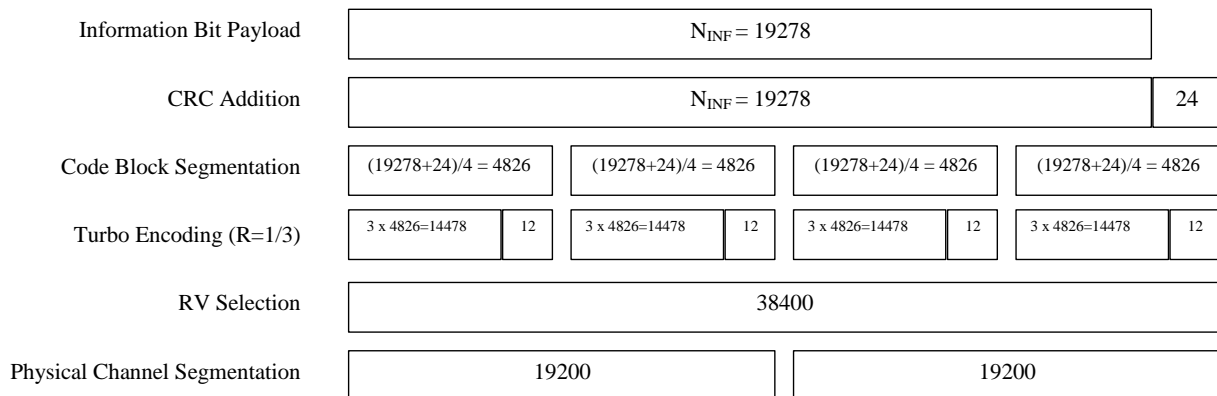 Information Bit Payload N_INF = 19278
CRC Addition N_INF = 19278 24
Code Block Segmentation (19278+24)/4 = 4826 (19278+24)/4 = 4826 (19278+24)/4 = 4826 (19278+24)/4 = 4826
Turbo Encoding (R=1/3) 3 x 4826=14478 12 3 x 4826=14478 12 3 x 4826=14478 12 3 x 4826=14478 12
RV Selection 38400
Physical Channel Segmentation 19200 19200